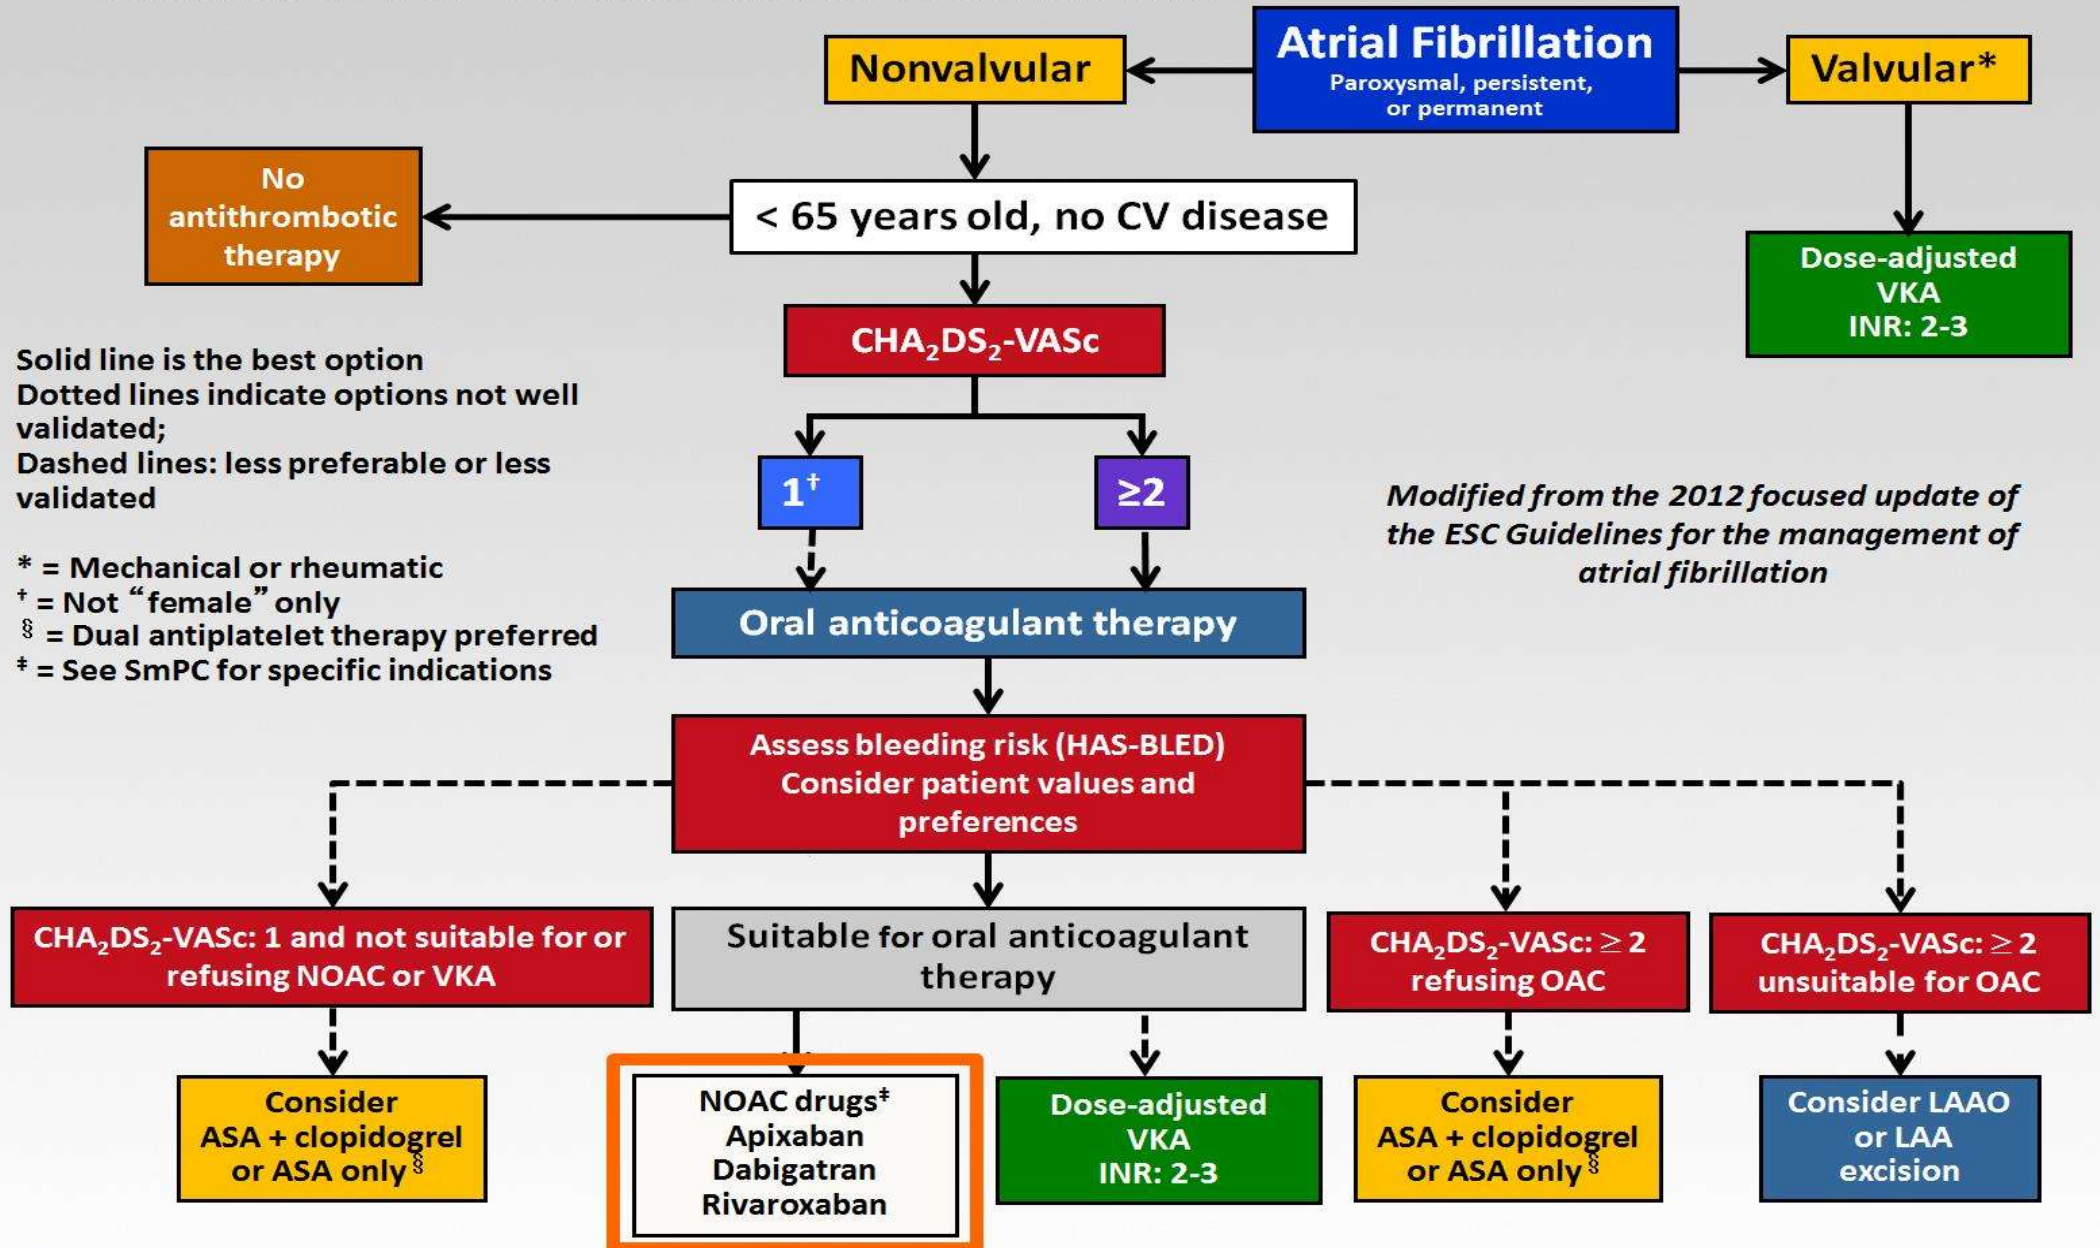 Atrial Fibrillation
Paroxysmal, persistent,
or permanent
Nonvalvular
Valvular*
No
antithrombotic
therapy
< 65 years old, no CV disease
Dose-adjusted
VKA
INR: 2-3
CHA₂DS₂-VASc
Solid line is the best option
Dotted lines indicate options not well
validated;
Dashed lines: less preferable or less
validated
1†
≥2
Modified from the 2012 focused update of
the ESC Guidelines for the management of
atrial fibrillation
* = Mechanical or rheumatic
† = Not “female” only
§ = Dual antiplatelet therapy preferred
‡ = See SmPC for specific indications
Oral anticoagulant therapy
Assess bleeding risk (HAS-BLED)
Consider patient values and
preferences
CHA₂DS₂-VASc: 1 and not suitable for or
refusing NOAC or VKA
Suitable for oral anticoagulant
therapy
CHA₂DS₂-VASc: ≥ 2
refusing OAC
CHA₂DS₂-VASc: ≥ 2
unsuitable for OAC
Consider
ASA + clopidogrel
or ASA only§
NOAC drugs‡
Apixaban
Dabigatran
Rivaroxaban
Dose-adjusted
VKA
INR: 2-3
Consider
ASA + clopidogrel
or ASA only§
Consider LAAO
or LAA
excision